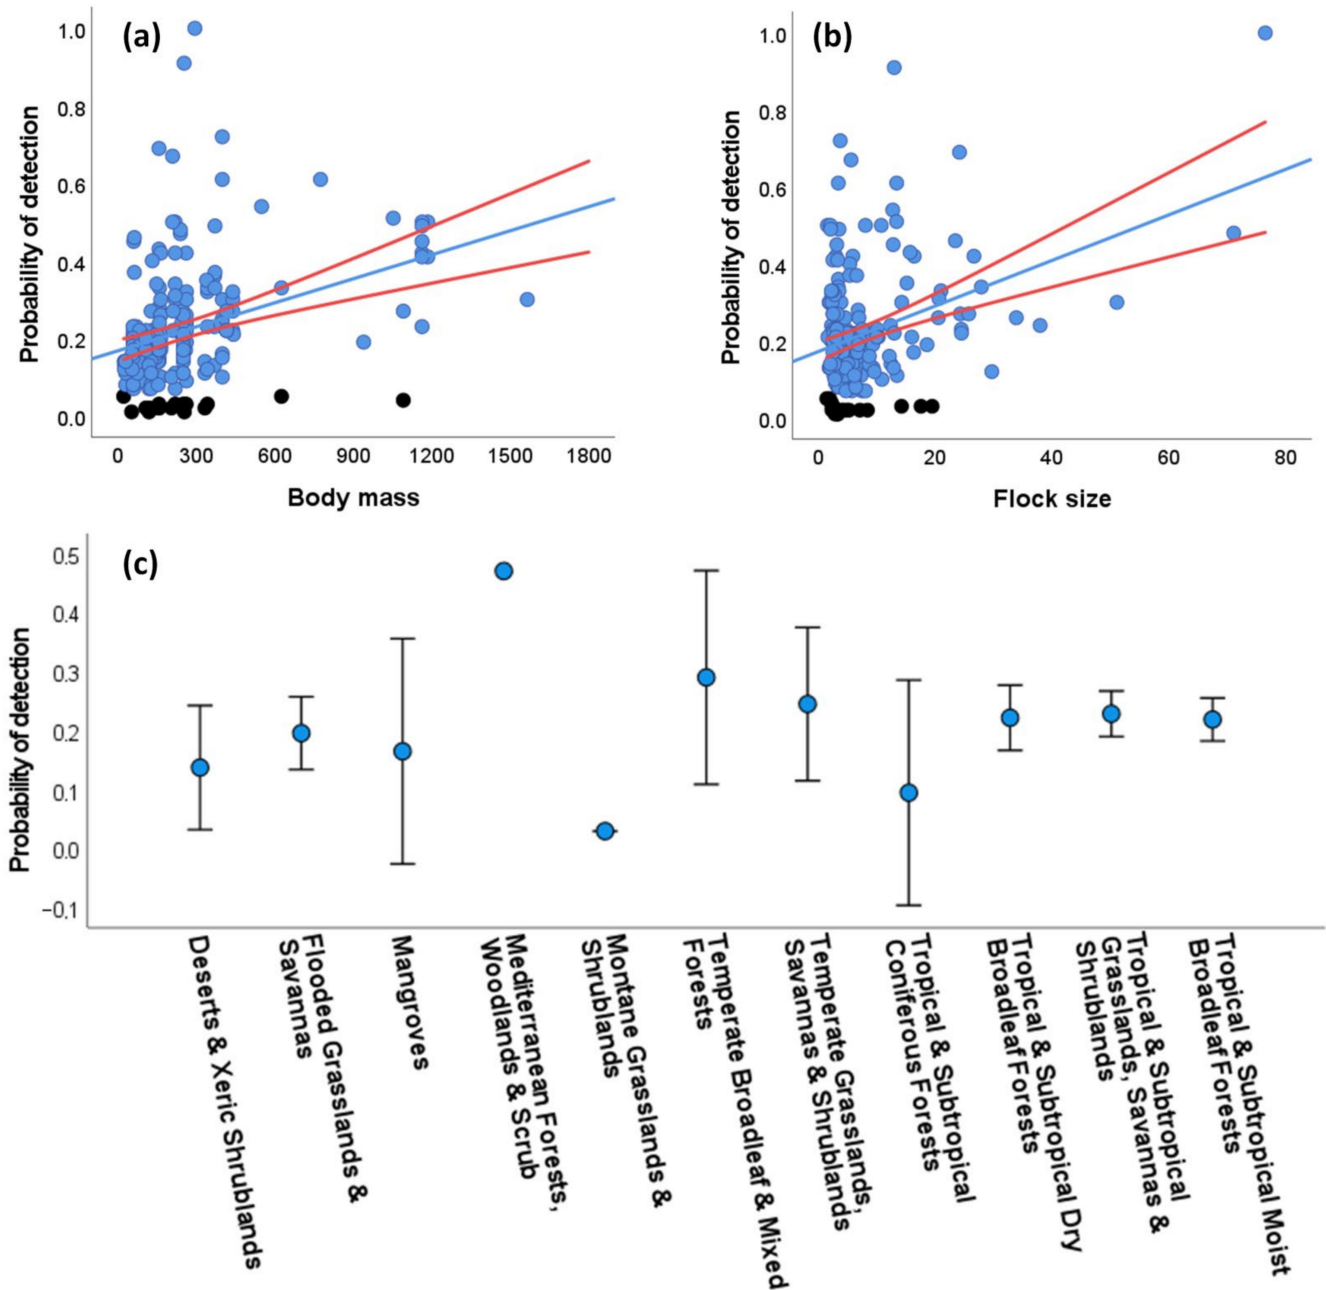 (a)
Probability of detection
1.0
0.8
0.6
0.4
0.2
0.0
0 300 600 900 1200 1500 1800
Body mass
(b)
Probability of detection
1.0
0.8
0.6
0.4
0.2
0.0
0 20 40 60 80
Flock size
(c)
Probability of detection
0.5
0.4
0.3
0.2
0.1
0.0
−0.1
Deserts & Xeric Shrublands
Flooded Grasslands &
Savannas
Mangroves
Mediterranean Forests,
Woodlands & Scrub
Montane Grasslands &
Shrublands
Temperate Broadleaf & Mixed
Forests
Temperate Grasslands,
Savannas & Shrublands
Tropical & Subtropical
Coniferous Forests
Tropical & Subtropical Dry
Broadleaf Forests
Tropical & Subtropical
Grasslands, Savannas &
Shrublands
Tropical & Subtropical Moist
Broadleaf Forests